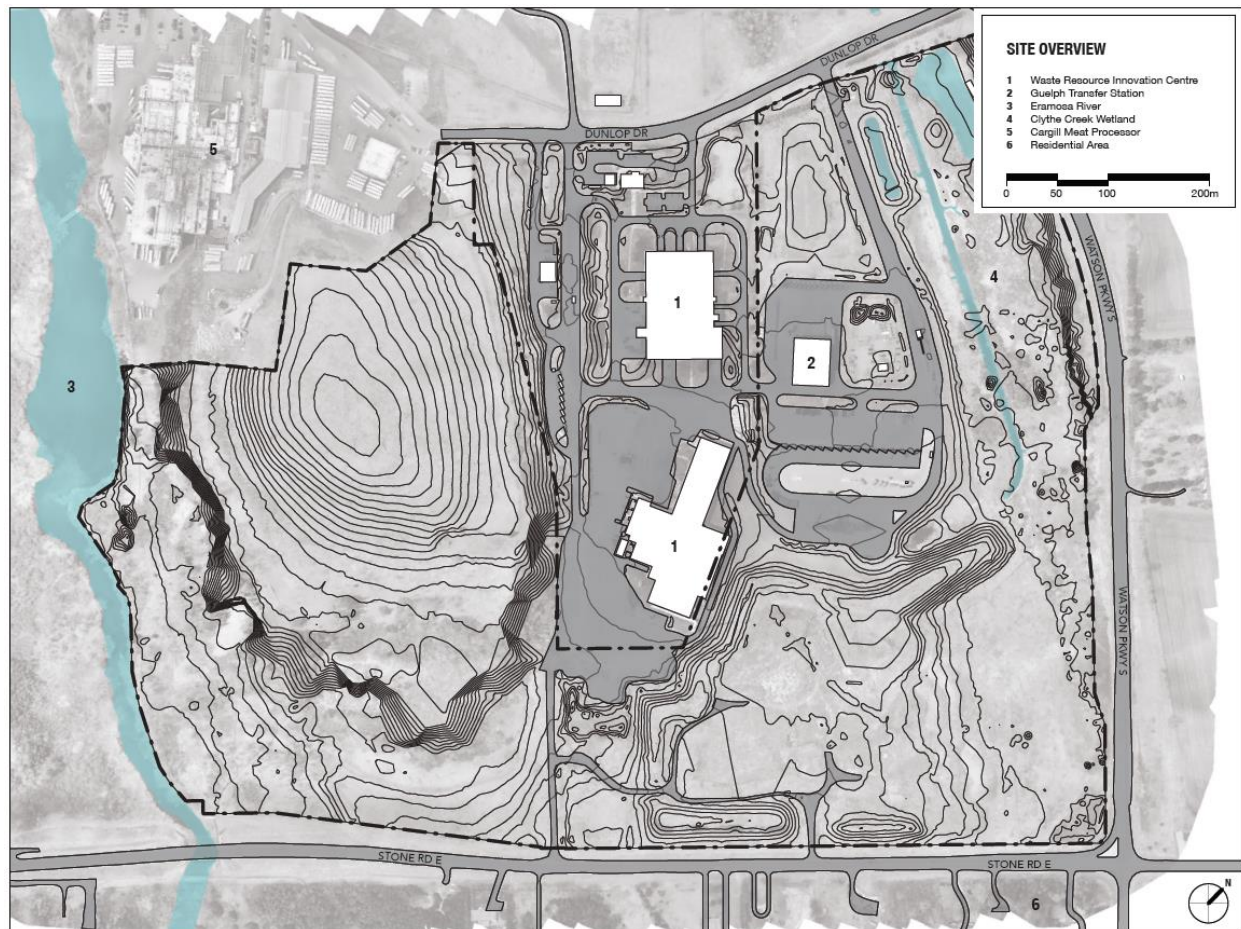 SITE OVERVIEW
1 Waste Resource Innovation Centre
2 Guelph Transfer Station
3 Eramosa River
4 Clythe Creek Wetland
5 Cargill Meat Processor
6 Residential Area
0 50 100 200m
DUNLOP DR
DUNLOP DR
5
4
WATSON PKWY S
1
2
3
1
WATSON PKWY S
STONE RD E
STONE RD E
6
N